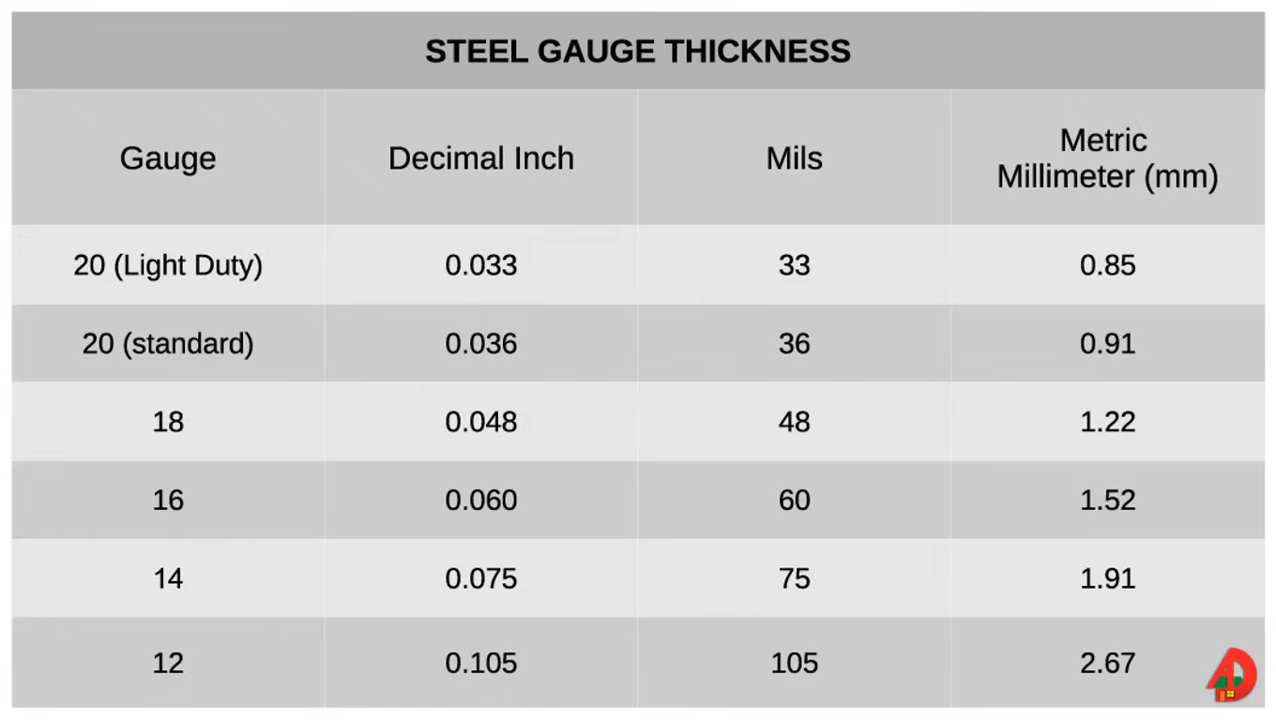 STEEL GAUGE THICKNESS
Gauge Decimal Inch Mils Metric Millimeter (mm)
20 (Light Duty) 0.033 33 0.85
20 (standard) 0.036 36 0.91
18 0.048 48 1.22
16 0.060 60 1.52
14 0.075 75 1.91
12 0.105 105 2.67